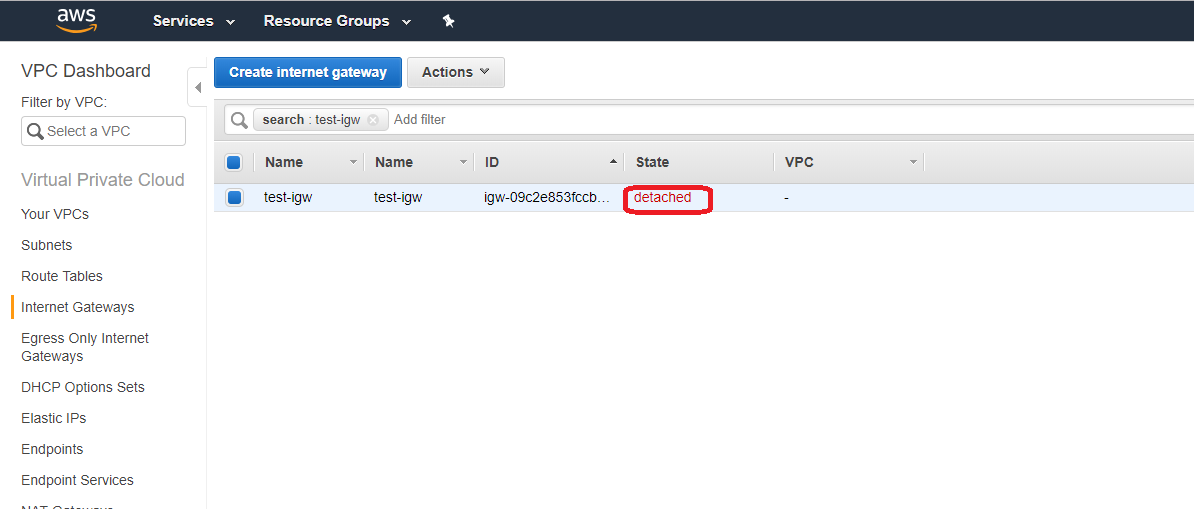 aws Services Resource Groups
VPC Dashboard
Filter by VPC:
Select a VPC
Virtual Private Cloud
Your VPCs
Subnets
Route Tables
Internet Gateways
Egress Only Internet
Gateways
DHCP Options Sets
Elastic IPs
Endpoints
Endpoint Services
NAT Gateways
Create internet gateway Actions
search : test-igw Add filter
Name Name ID State VPC
test-igw test-igw igw-09c2e853fccb... detached -